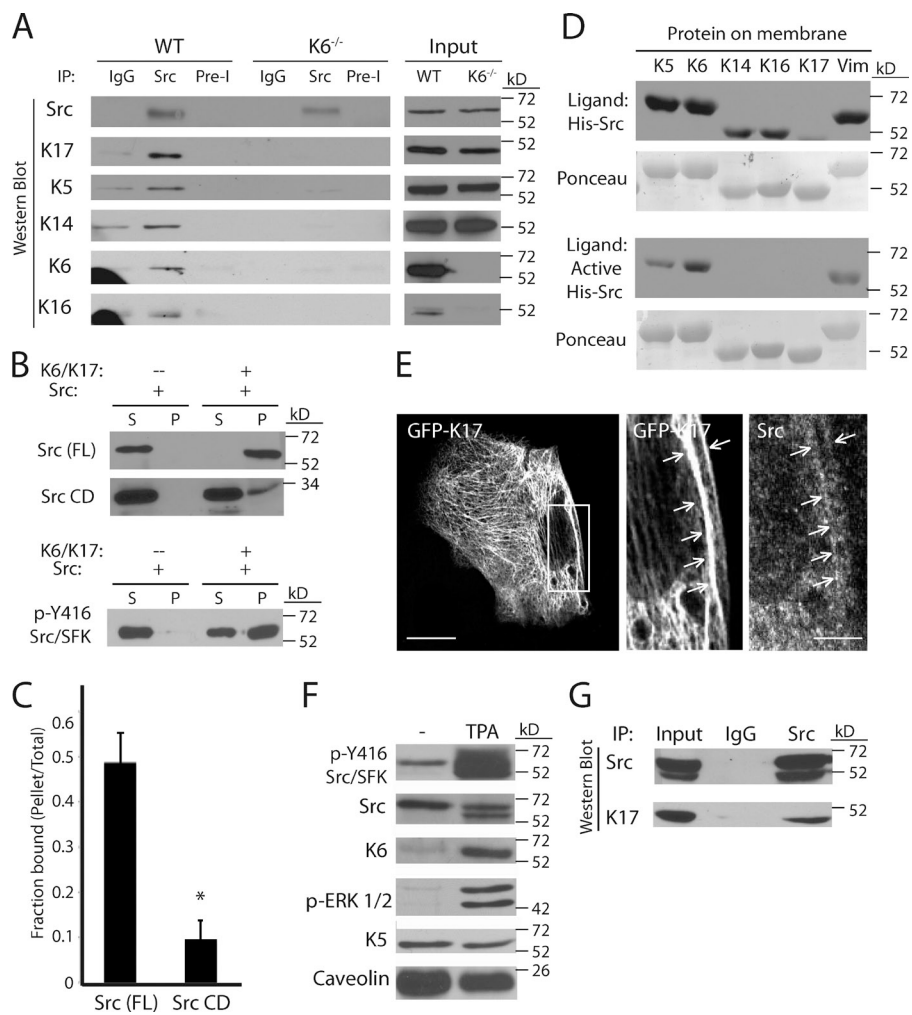 A
WT K6-/- Input
IP: IgG Src Pre-I IgG Src Pre-I WT K6-/- kD
Western Blot
Src 72 52
K17 52
K5 72 52
K14 52
K6 72 52
K16 52
B
K6/K17: -- +
Src: + +
S P S P kD
Src (FL) 72 52
Src CD 34
K6/K17: -- +
Src: + +
S P S P kD
p-Y416 72
Src/SFK 52
C
Fraction bound (Pellet/Total)
0.6
0.5
0.4
0.3
0.2
0.1
0
*
Src (FL) Src CD
D
Protein on membrane
K5 K6 K14 K16 K17 Vim kD
Ligand: 72
His-Src 52
Ponceau 72 52
Ligand: 72
Active
His-Src 52
Ponceau 72 52
E
GFP-K17 GFP-K17 Src
F
- TPA kD
p-Y416 72
Src/SFK 52
Src 72 52
K6 72 52
p-ERK 1/2 42
K5 72 52
Caveolin 26
G
IP: Input IgG Src kD
Western Blot
Src 72 52
K17 52